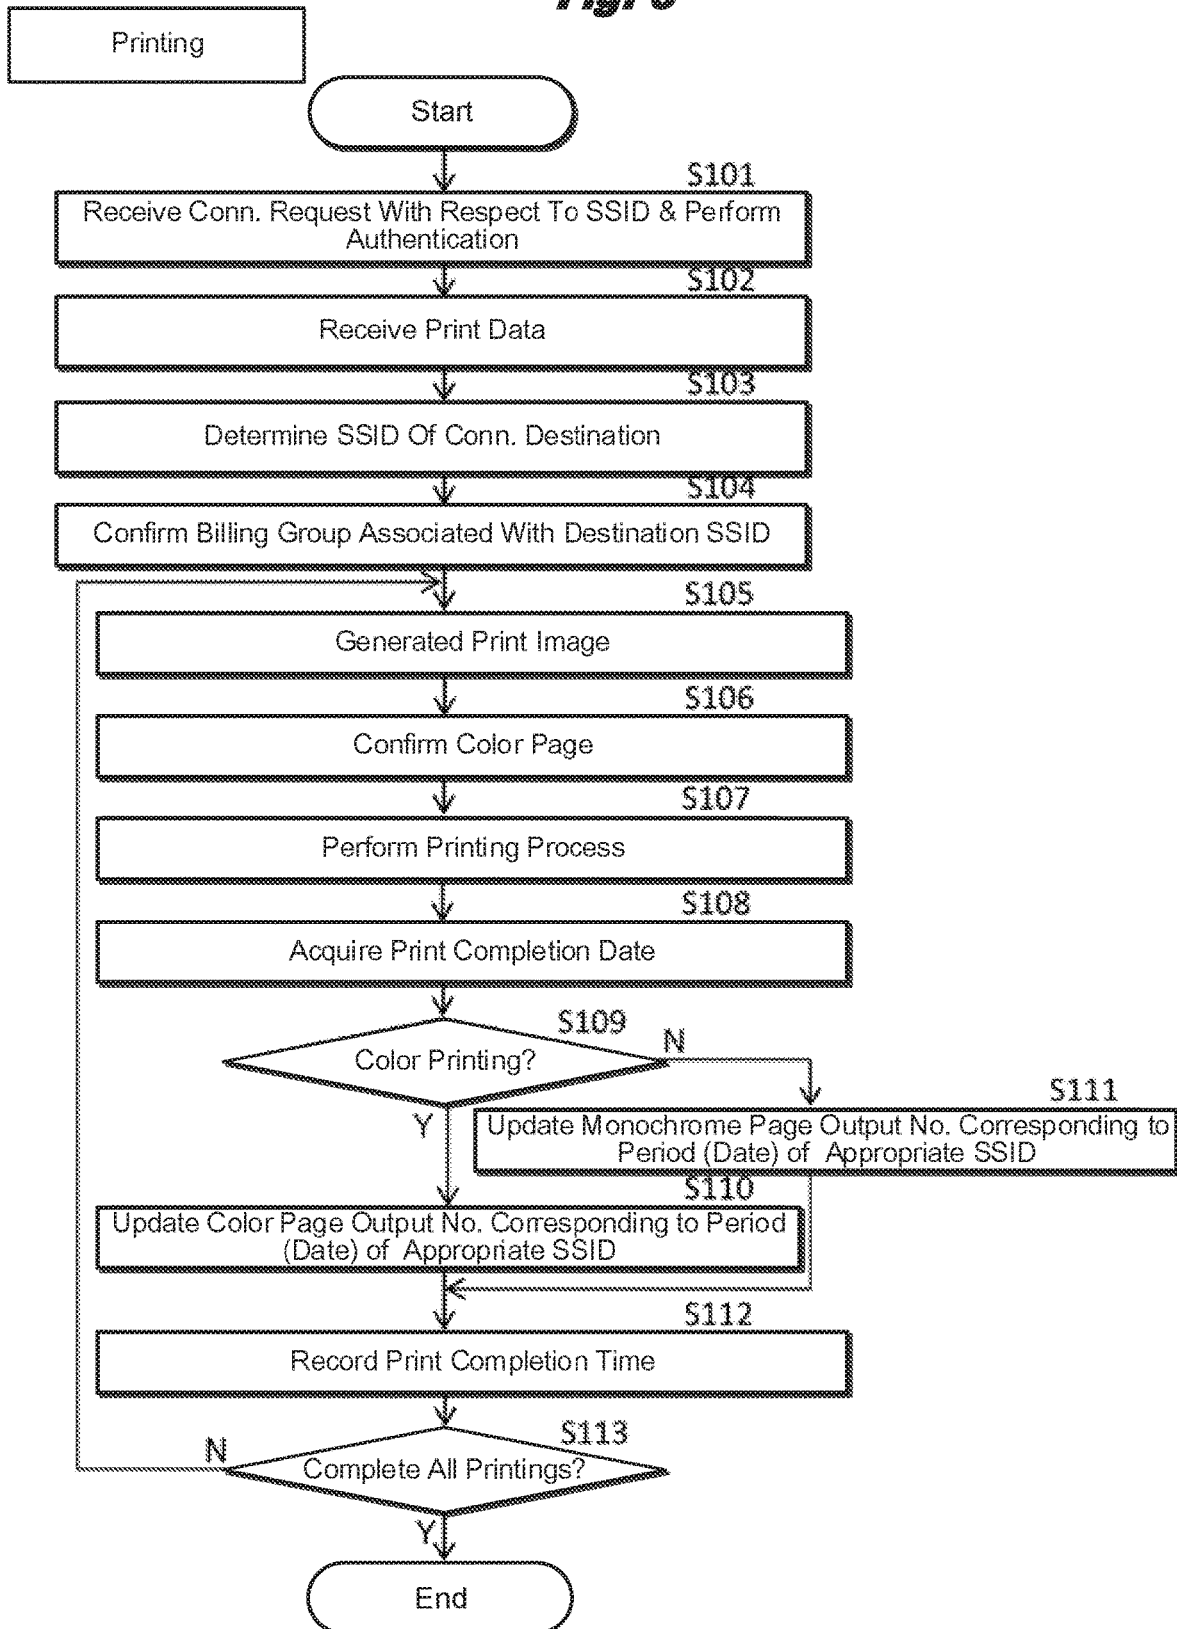 Printing
Start
S101
Receive Conn. Request With Respect To SSID & Perform
Authentication
S102
Receive Print Data
S103
Determine SSID Of Conn. Destination
S104
Confirm Billing Group Associated With Destination SSID
S105
Generated Print Image
S106
Confirm Color Page
S107
Perform Printing Process
S108
Acquire Print Completion Date
S109
Color Printing?
N
Y
S111
Update Monochrome Page Output No. Corresponding to
Period (Date) of Appropriate SSID
S110
Update Color Page Output No. Corresponding to Period
(Date) of Appropriate SSID
S112
Record Print Completion Time
S113
N
Complete All Printings?
Y
End